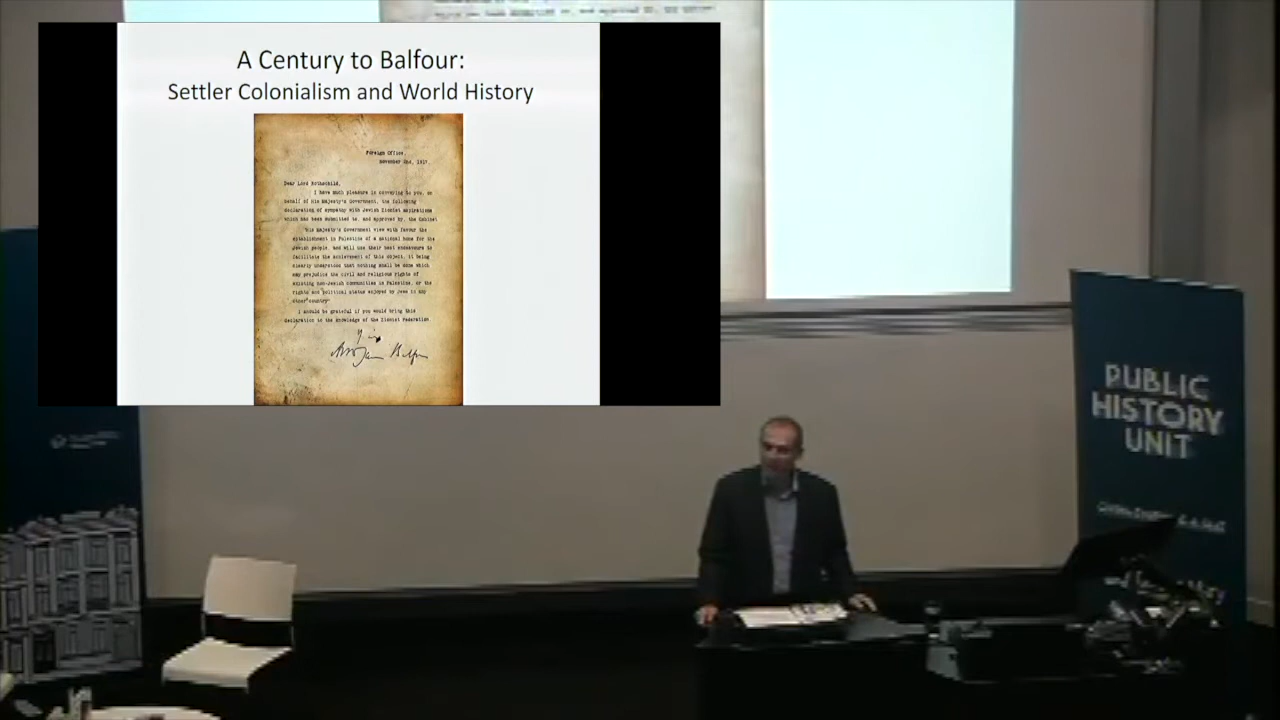 A Century to Balfour:
Settler Colonialism and World History
Foreign Office,
November 2nd, 1917.
Dear Lord Rothschild,
I have much pleasure in conveying to you, on
behalf of His Majesty's Government, the following
declaration of sympathy with Jewish Zionist aspirations
which has been submitted to, and approved by, the Cabinet
"His Majesty's Government view with favour the
establishment in Palestine of a national home for the
Jewish people, and will use their best endeavours to
facilitate the achievement of this object, it being
clearly understood that nothing shall be done which
may prejudice the civil and religious rights of
existing non-Jewish communities in Palestine, or the
rights and political status enjoyed by Jews in any
other country"
I should be grateful if you would bring this
declaration to the knowledge of the Zionist Federation.
PUBLIC
HISTORY
UNIT